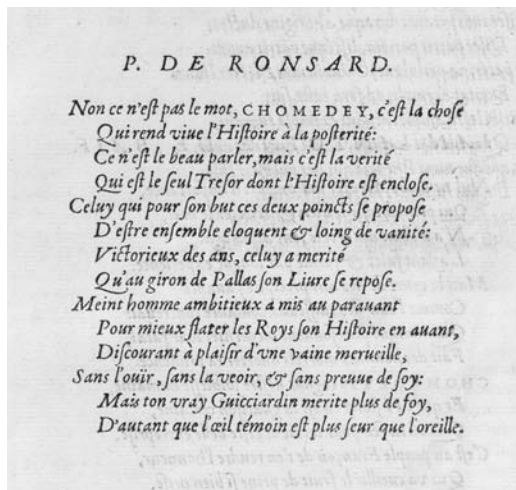 P. DE RONSARD.
Non ce n'eſt pas le mot, CHOMEDEY, c'eſt la choſe
Qui rend viue l'Hiſtoire à la poſterité:
Ce n'eſt le beau parler, mais c'eſt la verité
Qui eſt le ſeul Treſor dont l'Hiſtoire eſt encloſe.
Celuy qui pour ſon but ces deux poincts ſe propoſe
D'eſtre enſemble eloquent & loing de vanité:
Victorieux des ans, celuy a merité
Qu'au giron de Pallas ſon Liure ſe repoſe.
Meint homme ambitieux a mis au parauant
Pour mieux flater les Roys ſon Hiſtoire en auant,
Diſcourant à plaiſir d'vne vaine merueille,
Sans l'ouïr, ſans la veoir, & ſans preuue de ſoy:
Mais ton vray Guicciardin merite plus de foy,
D'autant que l'œil témoin eſt plus ſeur que l'oreille.